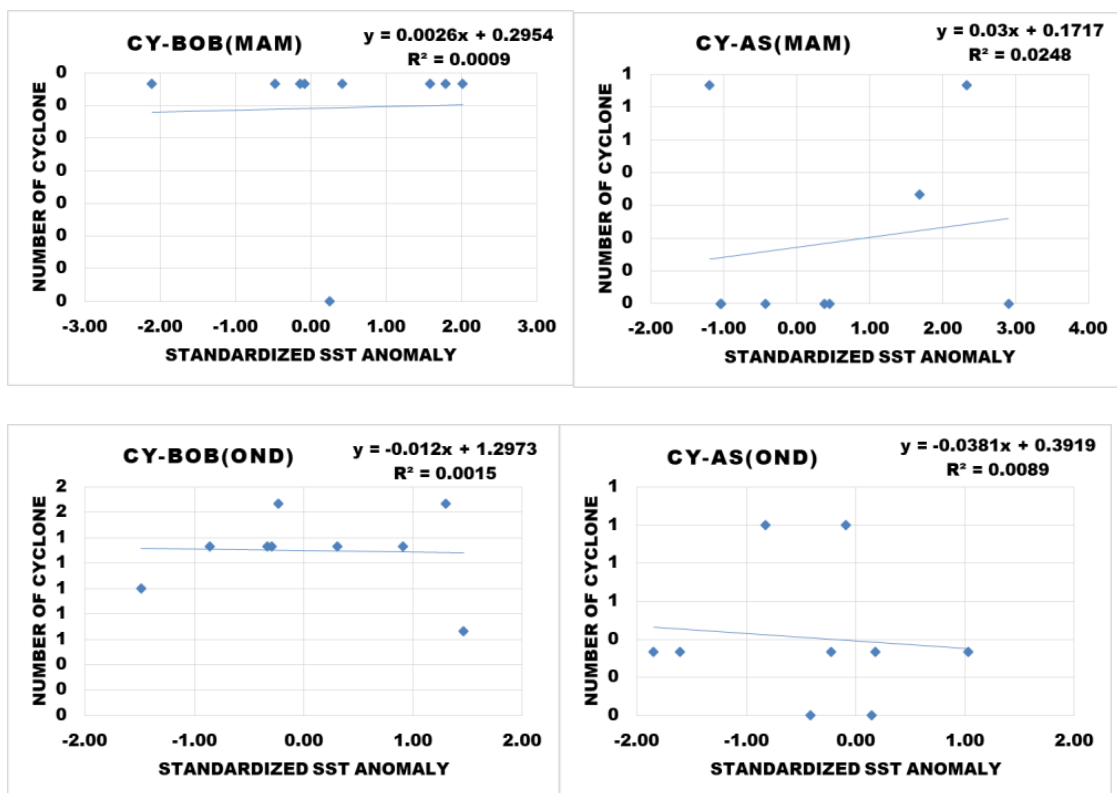 CY-BOB(MAM)
y = 0.0026x + 0.2954
R² = 0.0009
NUMBER OF CYCLONE
0
0
0
0
0
0
0
0
-3.00 -2.00 -1.00 0.00 1.00 2.00 3.00
STANDARDIZED SST ANOMALY
CY-AS(MAM)
y = 0.03x + 0.1717
R² = 0.0248
NUMBER OF CYCLONE
1
1
1
0
0
0
0
0
-2.00 -1.00 0.00 1.00 2.00 3.00 4.00
STANDARDIZED SST ANOMALY
CY-BOB(OND)
y = -0.012x + 1.2973
R² = 0.0015
NUMBER OF CYCLONE
2
2
1
1
1
1
1
0
0
0
-2.00 -1.00 0.00 1.00 2.00
STANDARDIZED SST ANOMALY
CY-AS(OND)
y = -0.0381x + 0.3919
R² = 0.0089
NUMBER OF CYCLONE
1
1
1
1
0
0
0
-2.00 -1.00 0.00 1.00 2.00
STANDARDIZED SST ANOMALY